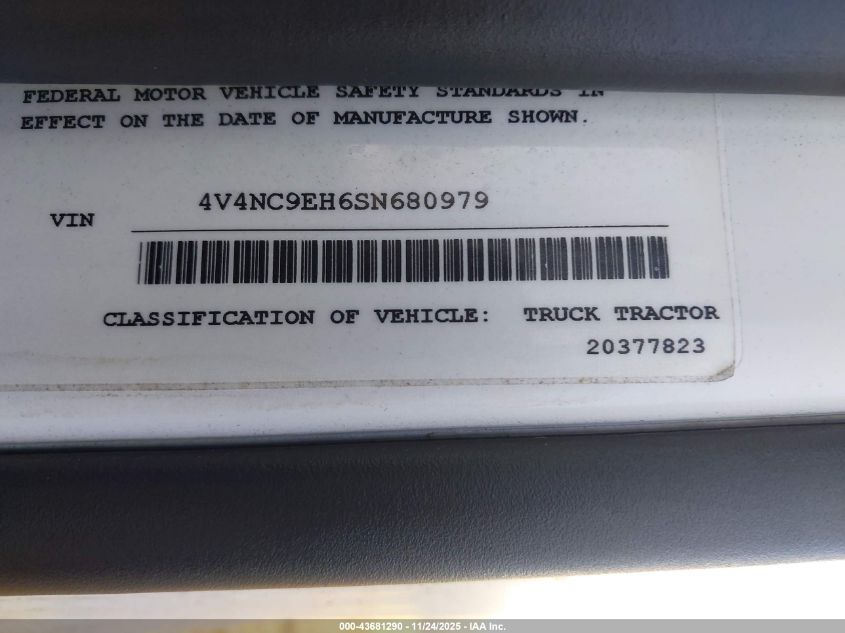 FEDERAL MOTOR VEHICLE SAFETY STANDARDS IN
EFFECT ON THE DATE OF MANUFACTURE SHOWN.
4V4NC9EH6SN680979
VIN
CLASSIFICATION OF VEHICLE: TRUCK TRACTOR
20377823
000-43681290 - 11/24/2025 - IAA Inc.